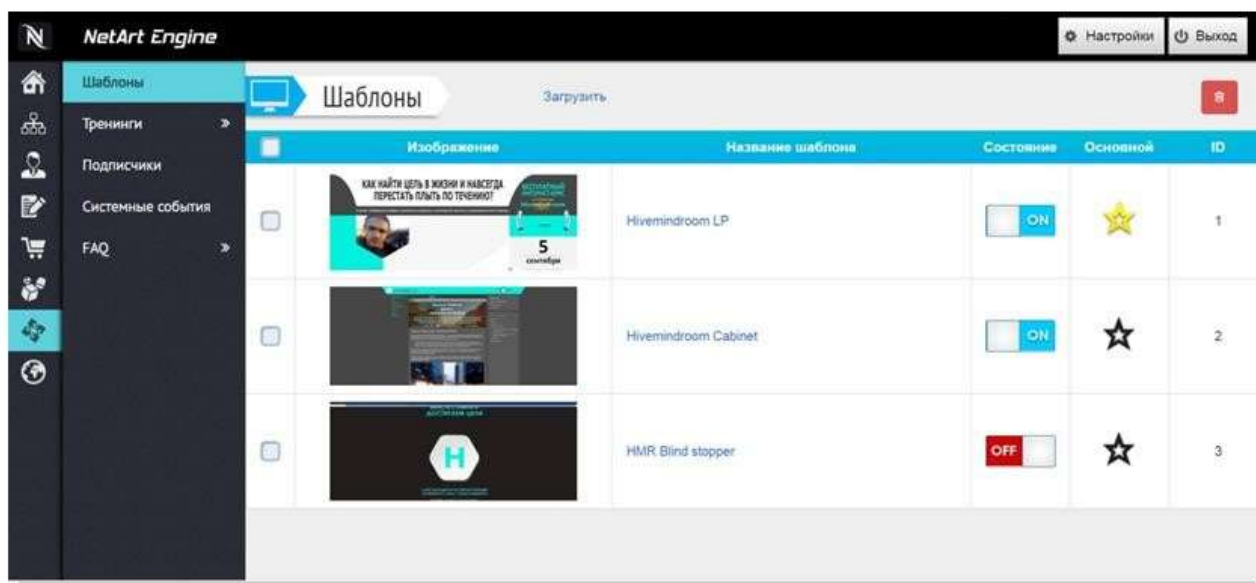 NetArt Engine
Настройки
Выход
Шаблоны
Тренинги
Подписчики
Системные события
FAQ
Шаблоны
Загрузить
Изображение
Название шаблона
Состояние
Основной
ID
КАК НАЙТИ ЦЕЛЬ В ЖИЗНИ И НАВСЕГДА
ПЕРЕСТАТЬ ПЛЫТЬ ПО ТЕЧЕНИЮ?
5
сентября
Hivemindroom LP
ON
1
Hivemindroom Cabinet
ON
2
H
HMR Blind stopper
OFF
3